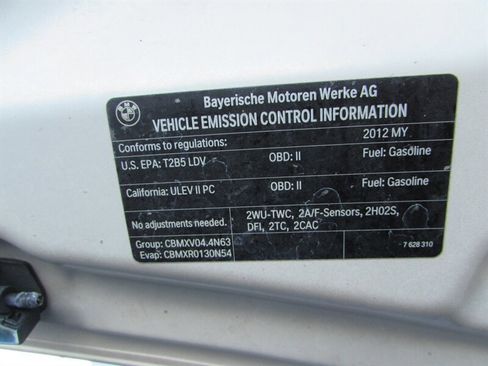 BMW
Bayerische Motoren Werke AG
VEHICLE EMISSION CONTROL INFORMATION
Conforms to regulations: 2012 MY
U.S. EPA: T2B5 LDV OBD: II Fuel: Gasoline
California: ULEV II PC OBD: II Fuel: Gasoline
No adjustments needed. 2WU-TWC, 2A/F-Sensors, 2HO2S,
DFI, 2TC, 2CAC
Group: CBMXV04.4N63
Evap: CBMXR0130N54 7 628 310